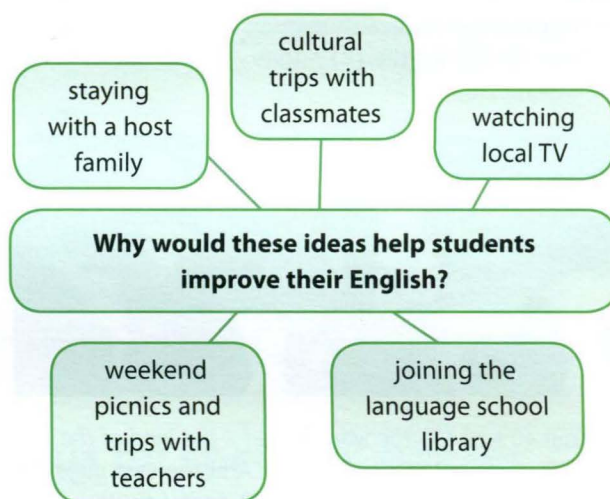 cultural
trips with
classmates
staying
with a host
family
watching
local TV
Why would these ideas help students
improve their English?
weekend
picnics and
trips with
teachers
joining the
language school
library